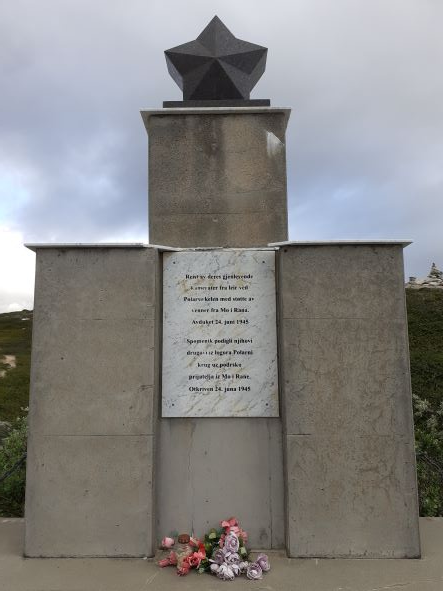 Reist av deres gjenlevende
kamerater fra leir ved
Polarsirkelen med støtte av
venner fra Mo i Rana.
Avduket 24. juni 1945
Spomenik podigli njihovi
drugovi iz logora Polarni
krug uz podršku
prijatelja iz Mo i Rane.
Otkriven 24. juna 1945